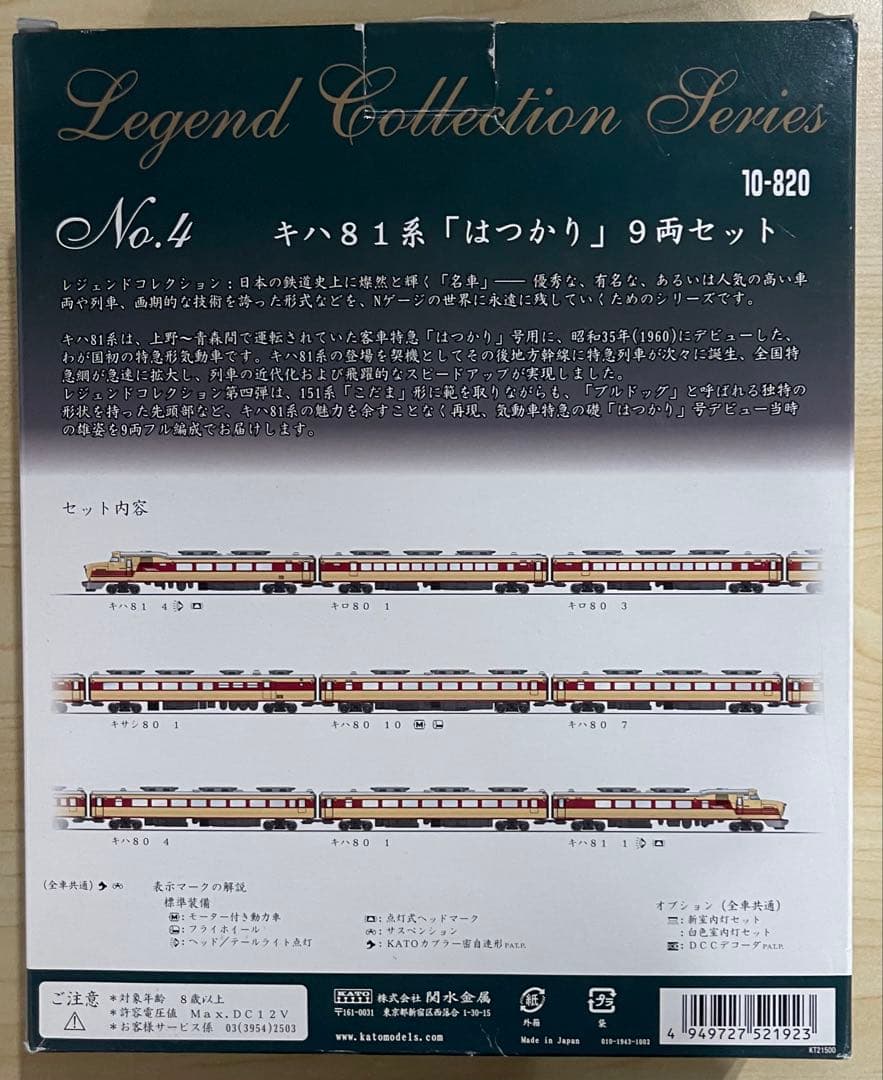 Legend Collection Series
10-820
No.4 キハ81系「はつかり」9両セット
レジェンドコレクション:日本の鉄道史上に燦然と輝く「名車」── 優秀な、有名な、あるいは人気の高い車
両や列車、画期的な技術を誇った形式などを、Nゲージの世界に永遠に残していくためのシリーズです。
キハ81系は、上野〜青森間で運転されていた客車特急「はつかり」号用に、昭和35年(1960)にデビューした、
わが国初の特急形気動車です。キハ81系の登場を契機としてその後地方幹線に特急列車が次々に誕生、全国特
急網が急速に拡大し、列車の近代化および飛躍的なスピードアップが実現しました。
レジェンドコレクション第四弾は、151系「こだま」形に範を取りながらも、「ブルドッグ」と呼ばれる独特の
形状を持った先頭部など、キハ81系の魅力を余すことなく再現、気動車特急の礎「はつかり」号デビュー当時
の雄姿を9両フル編成でお届けします。
セット内容
キハ81 4 キロ80 1 キロ80 3
キサシ80 1 キハ80 10 M キハ80 7
キハ80 4 キハ80 1 キハ81 1
(全車共通) 表示マークの解説
標準装備
M:モーター付き動力車
:フライホイール
:ヘッド/テールライト点灯
:点灯式ヘッドマーク
:サスペンション
:KATOカプラー密自連形PAT.P.
オプション(全車共通)
:新室内灯セット
:白色室内灯セット
:DCCデコーダPAT.P.
ご注意
*対象年齢 8歳以上
*許容電圧値 Max.DC12V
*お客様サービス係 03(3954)2503
KATO 株式会社 関水金属
〒161-0031 東京都新宿区西落合 1-30-15
www.katomodels.com
紙
外箱
プラ
袋
Made in Japan 010-1943-1002
4 949727 521923
KT21500